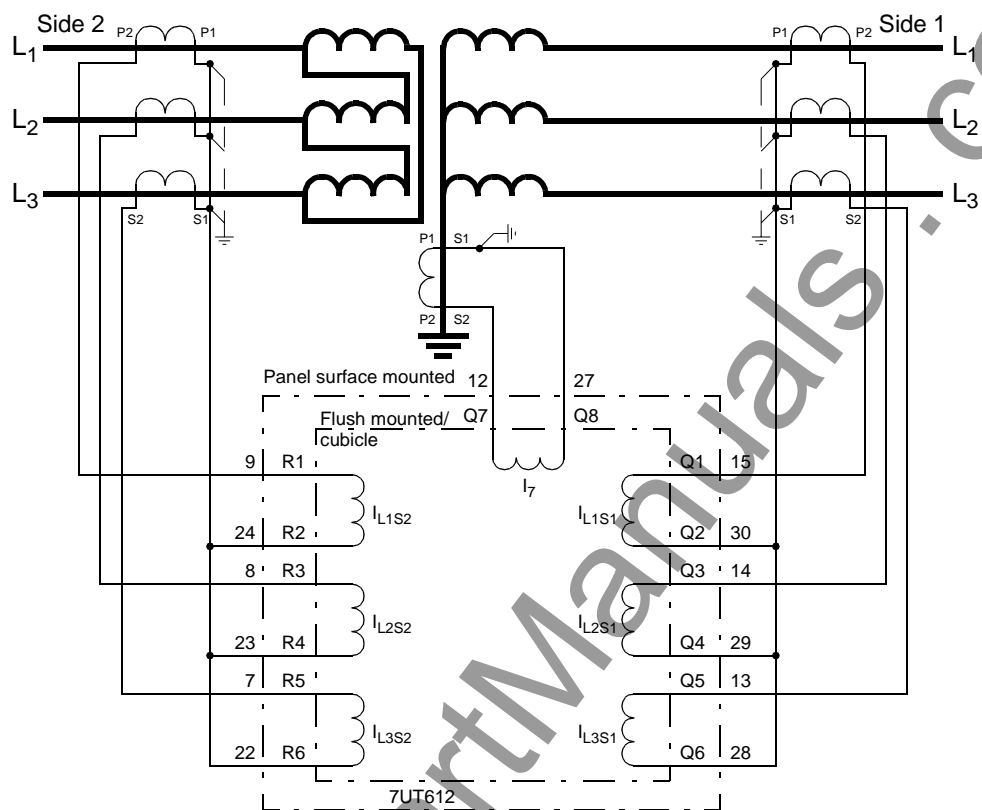 Side 2
Side 1
P2 P1
P1 P2
L1
L1
L2
L2
L3
L3
S2 S1
S1 S2
P1 S1
P2 S2
Panel surface mounted 12 27
Flush mounted/ Q7 Q8
cubicle
I7
9 R1 Q1 15
IL1S2 IL1S1
24 R2 Q2 30
8 R3 Q3 14
IL2S2 IL2S1
23 R4 Q4 29
7 R5 Q5 13
IL3S2 IL3S1
22 R6 Q6 28
7UT612
rtManuals . co